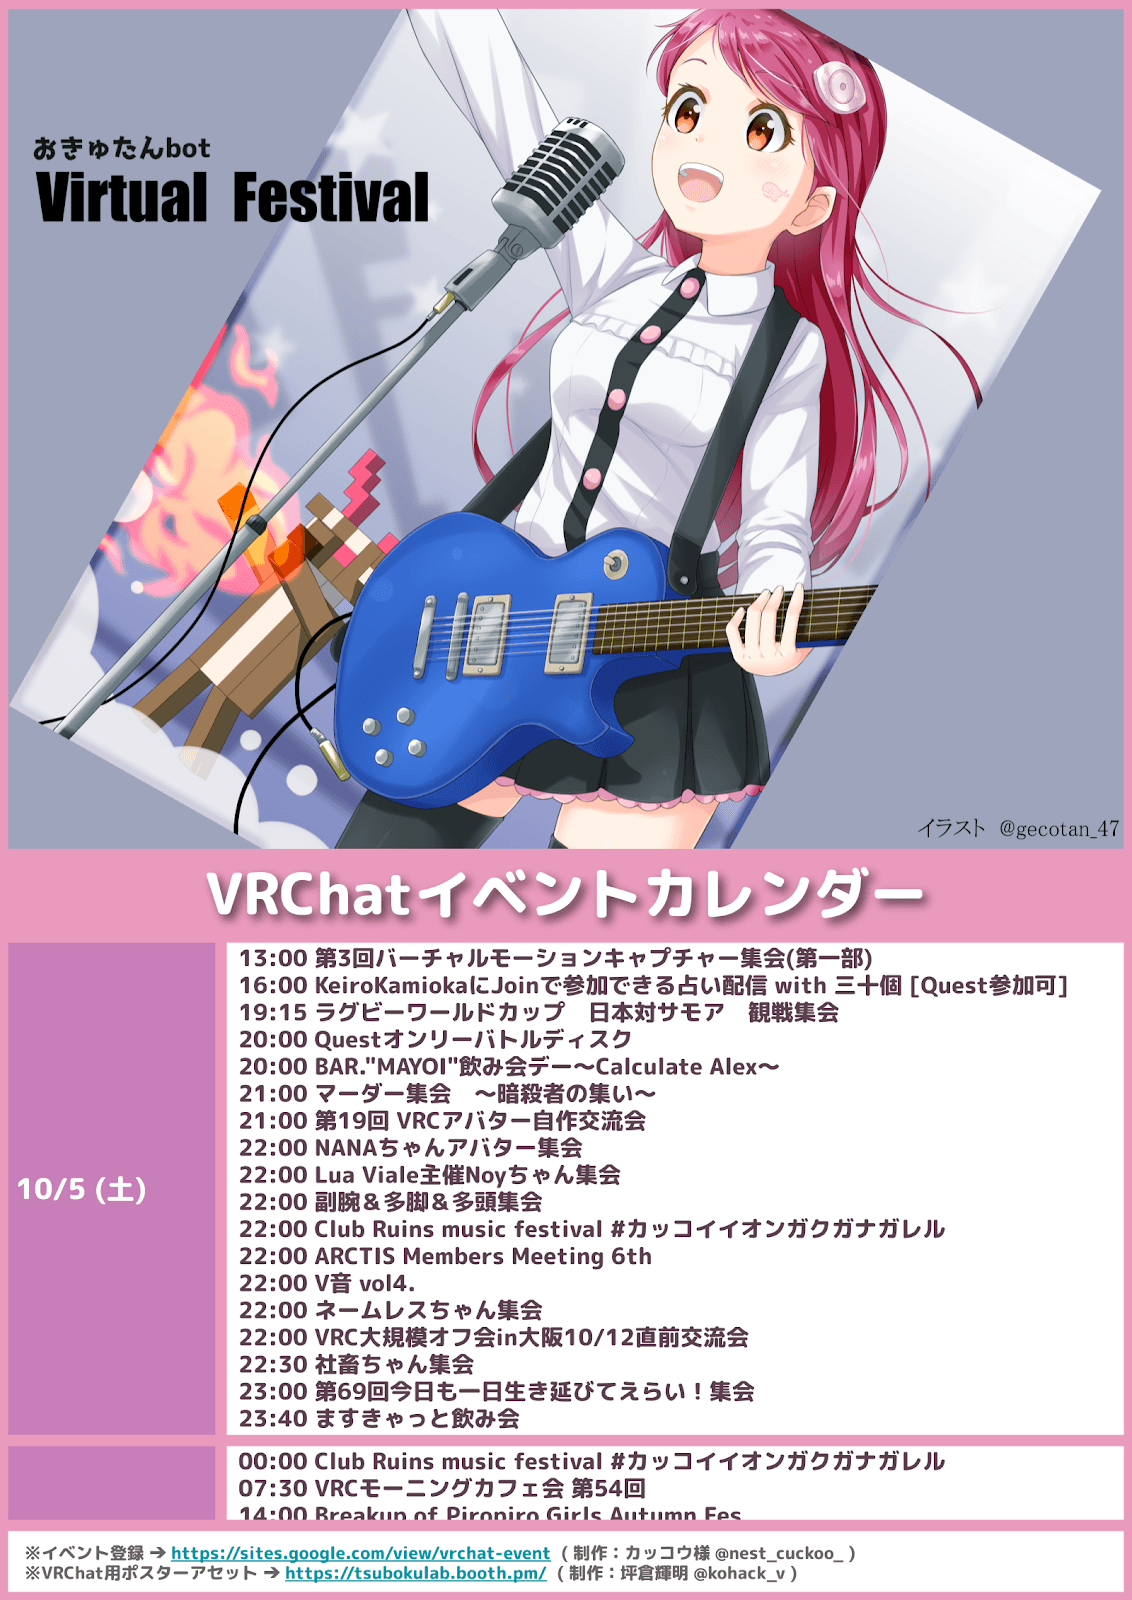 おきゅたんbot
Virtual Festival
イラスト @gecotan_47
VRChatイベントカレンダー
10/5 (土)
13:00 第3回バーチャルモーションキャプチャー集会(第一部)
16:00 KeiroKamiokaにJoinで参加できる占い配信 with 三十個 [Quest参加可]
19:15 ラグビーワールドカップ　日本対サモア　観戦集会
20:00 Questオンリーバトルディスク
20:00 BAR."MAYOI"飲み会デー～Calculate Alex～
21:00 マーダー集会　～暗殺者の集い～
21:00 第19回 VRCアバター自作交流会
22:00 NANAちゃんアバター集会
22:00 Lua Viale主催Noyちゃん集会
22:00 副腕＆多脚＆多頭集会
22:00 Club Ruins music festival #カッコイイオンガクガナガレル
22:00 ARCTIS Members Meeting 6th
22:00 V音 vol4.
22:00 ネームレスちゃん集会
22:00 VRC大規模オフ会in大阪10/12直前交流会
22:30 社畜ちゃん集会
23:00 第69回今日も一日生き延びてえらい！集会
23:40 ますきゃっと飲み会
00:00 Club Ruins music festival #カッコイイオンガクガナガレル
07:30 VRCモーニングカフェ会 第54回
14:00 Breakup of Piropiro Girls Autumn Fes
※イベント登録 → https://sites.google.com/view/vrchat-event ( 制作：カッコウ様 @nest_cuckoo_ )
※VRChat用ポスターアセット → https://tsubokulab.booth.pm/ ( 制作：坪倉輝明 @kohack_v )